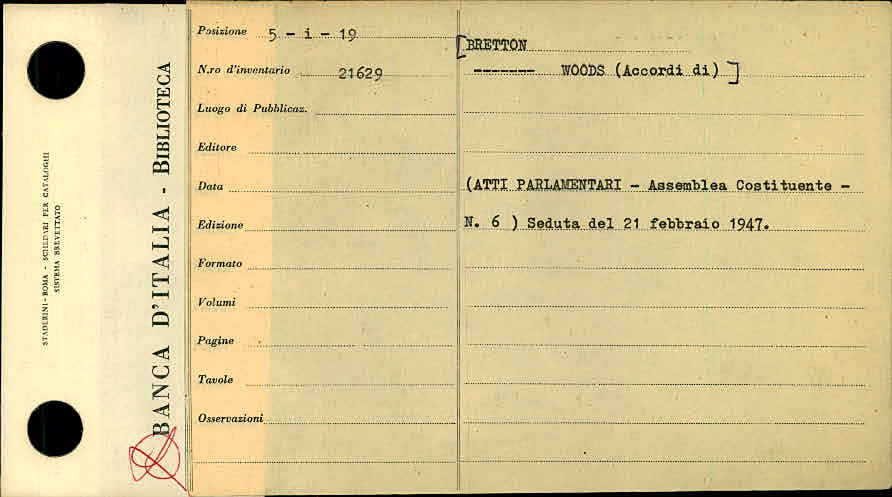 STADERINI - ROMA - SCHEDARI PER CATALOGHI
SISTEMA BREVETTATO
BANCA D'ITALIA - BIBLIOTECA
Posizione 5 - i - 19
N.ro d'inventario 21629
Luogo di Pubblicaz.
Editore
Data
Edizione
Formato
Volumi
Pagine
Tavole
Osservazioni
[BRETTON
------- WOODS (Accordi di) ]
(ATTI PARLAMENTARI - Assemblea Costituente -
N. 6 ) Seduta del 21 febbraio 1947.